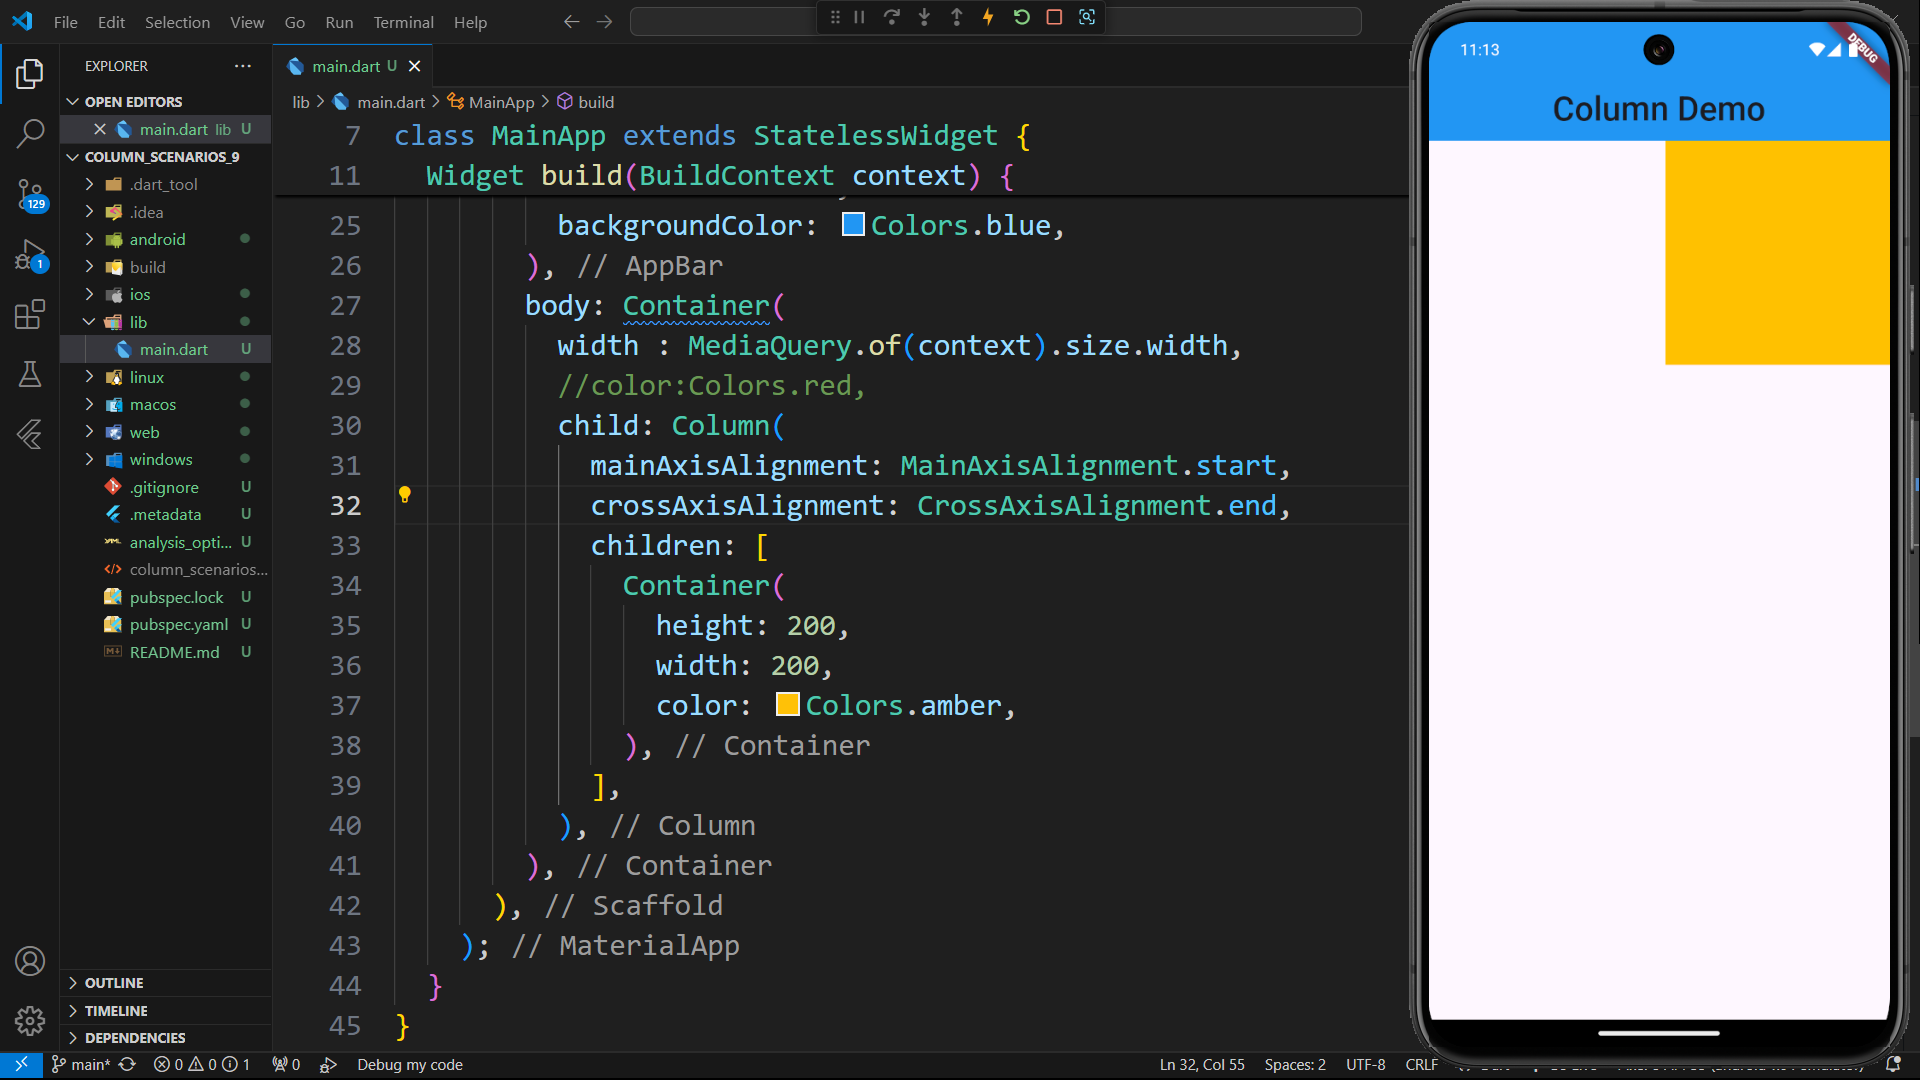 File Edit Selection View Go Run Terminal Help
EXPLORER
OPEN EDITORS
main.dart lib U
COLUMN_SCENARIOS_9
.dart_tool
.idea
android
build
ios
lib
main.dart U
linux
macos
web
windows
.gitignore U
.metadata U
analysis_opti... U
column_scenarios...
pubspec.lock U
pubspec.yaml U
README.md U
OUTLINE
TIMELINE
DEPENDENCIES
129
1
main.dart U
lib > main.dart > MainApp > build
7 class MainApp extends StatelessWidget {
11 Widget build(BuildContext context) {
25 backgroundColor: Colors.blue,
26 ), // AppBar
27 body: Container(
28 width : MediaQuery.of(context).size.width,
29 //color:Colors.red,
30 child: Column(
31 mainAxisAlignment: MainAxisAlignment.start,
32 crossAxisAlignment: CrossAxisAlignment.end,
33 children: [
34 Container(
35 height: 200,
36 width: 200,
37 color: Colors.amber,
38 ), // Container
39 ],
40 ), // Column
41 ), // Container
42 ), // Scaffold
43 ); // MaterialApp
44 }
45 }
11:13
DEBUG
Column Demo
main* 0 0 1 0 Debug my code
Ln 32, Col 55 Spaces: 2 UTF-8 CRLF